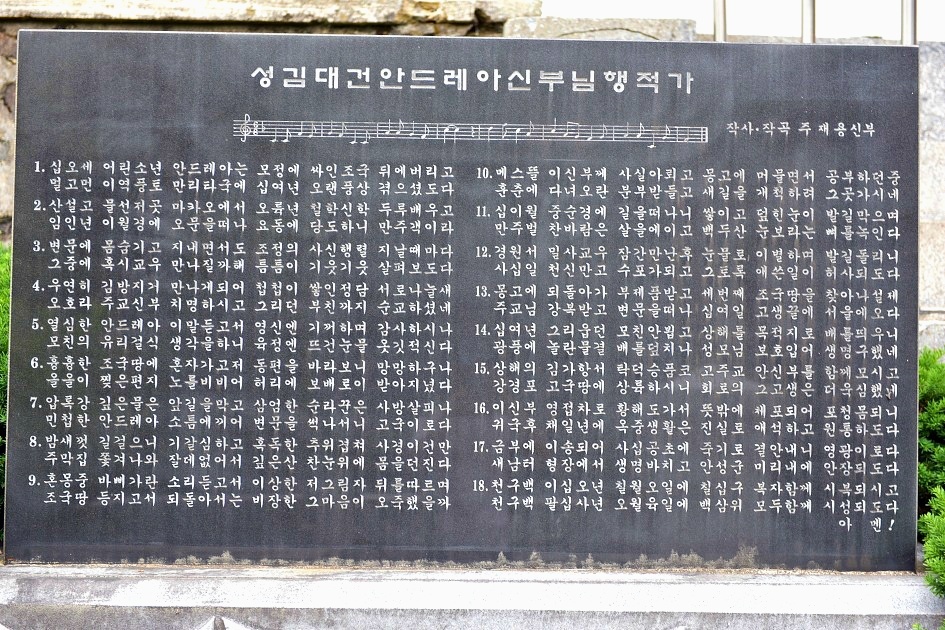 성김대건안드레아신부님행적가
작사·작곡 주 재용신부
1. 십오세 어린소년 안드레아는 모정에 싸인조국 뒤에버리고
멀고먼 이역풍토 만리타국에 십여년 오랜풍상 겪으셨도다
2. 산설고 물선저곳 마카오에서 오륙년 철학신학 두루배우고
임인년 이월경에 오문을떠나 요동에 당도하니 만주객이라
3. 변문에 몸숨기고 지내면서도 조정의 사신행렬 지날때마다
그중에 혹시교우 만나질까해 틈틈이 기웃기웃 살펴보도다
4. 우연히 김방지거 만나게되어 첩첩이 쌓인정담 서로나눌새
오호라 주교신부 치명하시고 그리던 부친까지 순교하셨네
5. 열심한 안드레아 이말듣고서 영신엔 기꺼하며 감사하시나
모친의 유리걸식 생각을하니 육정엔 뜨건눈물 옷깃적신다
6. 흉흉한 조국땅에 혼자가고저 동편을 바라보니 망망하구나
글을이 찢은편지 노를비비어 허리에 보배로이 받아지녔다
7. 압록강 깊은물은 앞길을막고 삼엄한 순라꾼은 사방살피나
민첩한 안드레아 소틈에끼어 변문을 썩나서니 고국이로다
8. 밤새껏 길걸으니 기갈심하고 혹독한 추위겹쳐 사경이건만
주막집 쫓겨나와 잘데없어서 깊은산 찬눈위에 몸을던진다
9. 혼몽중 바삐가란 소리듣고서 이상한 저그림자 뒤를따르며
조국땅 등지고서 되돌아서는 비장한 그마음이 오죽했을까
10. 베스뜰 이신부께 사실아뢰고 몽고에 머물면서 공부하던중
훈춘에 다녀오란 분부받들고 새길을 개척하려 그곳가시네
11. 십이월 중순경에 길을떠나니 쌓이고 덮힌눈이 발길막으며
만주벌 찬바람은 살을에이고 백두산 눈보라는 뼈를녹인다
12. 경원서 밀사교우 잠간만난후 눈물로 이별하며 발길돌리니
사십일 천신만고 수포가되고 그토록 애쓴일이 허사되도다
13. 몽고에 되돌아가 부제품받고 세번째 조국땅을 찾아나설제
주교님 강복받고 변문떠나서 십여일 고생끝에 서울에오다
14. 십여년 그리웁던 모친안뵙고 상해를 목적지로 배를띄우니
광풍에 놀란물결 배를덮치나 성모님 보호입어 생명구했네
15. 상해의 김가항서 탁덕승품코 고주교 안신부를 함께모시고
강경포 고국땅에 상륙하시니 회로의 그고생은 더욱심했네
16. 이신부 영접차로 황해도가서 뜻밖에 체포되어 포청몸되니
위국후 채일년에 옥중생활은 진실로 애석하고 원통하도다
17. 금부에 이송되어 사십공초에 국기로 결안내니 영광이로다
새남터 형장에서 생명바치고 안성군 미리내에 안장되도다
18. 천구백 이십오년 칠월오일에 칠십구 복자함께 시복되시고
천구백 팔십사년 오월육일에 백삼위 모두함께 시성되도다
아 멘!